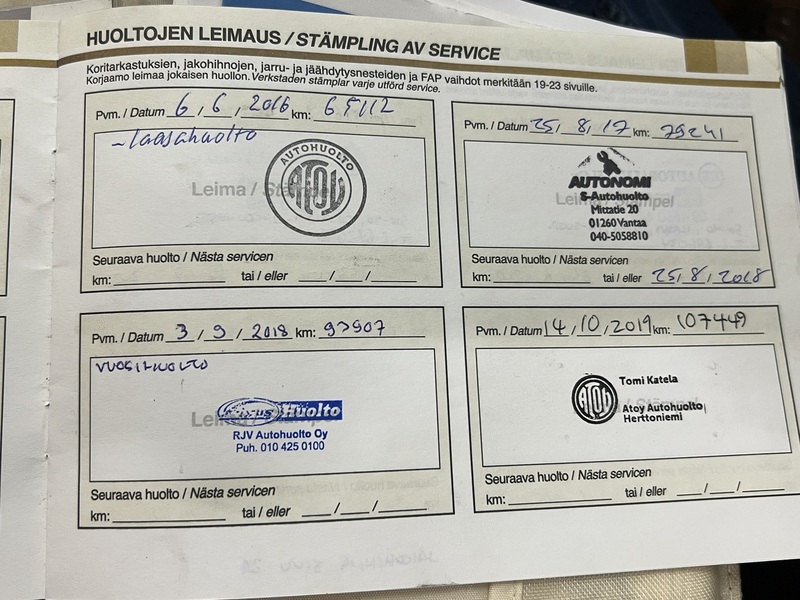 HUOLTOJEN LEIMAUS / STÄMPLING AV SERVICE
Koritarkastuksien, jakohihnojen, jarru- ja jäähdytysnesteiden ja FAP vaihdot merkitään 19-23 sivuille.
Korjaamo leimaa jokaisen huollon. Verkstaden stämplar varje utförd service.
Pvm. / Datum 6 / 6 / 2016 km:
AUTOHUOLTO
ATOY
Leima /
Seuraava huolto / Nästa servicen
km: tai / eller / /
Pvm. / Datum 25 / 8 / 17 km: 79241
AUTONOMI
S-Autohuolto
Leima / Stämpel
Mittatie 20
01260 Vantaa
040-5058810
Seuraava huolto / Nästa servicen
km: tai / eller 25 / 8 / 2018
Pvm. / Datum 3 / 9 / 2018 km: 93907
VUOSIHUOLTO
Huolto
RJV Autohuolto Oy
Puh. 010 425 0100
Seuraava huolto / Nästa servicen
km: tai / eller / /
Pvm. / Datum 14 / 10 / 2019 km: 107449
ATOY
Tomi Katela
Atoy Autohuolto
Herttoniemi
Seuraava huolto / Nästa servicen
km: tai / eller / /